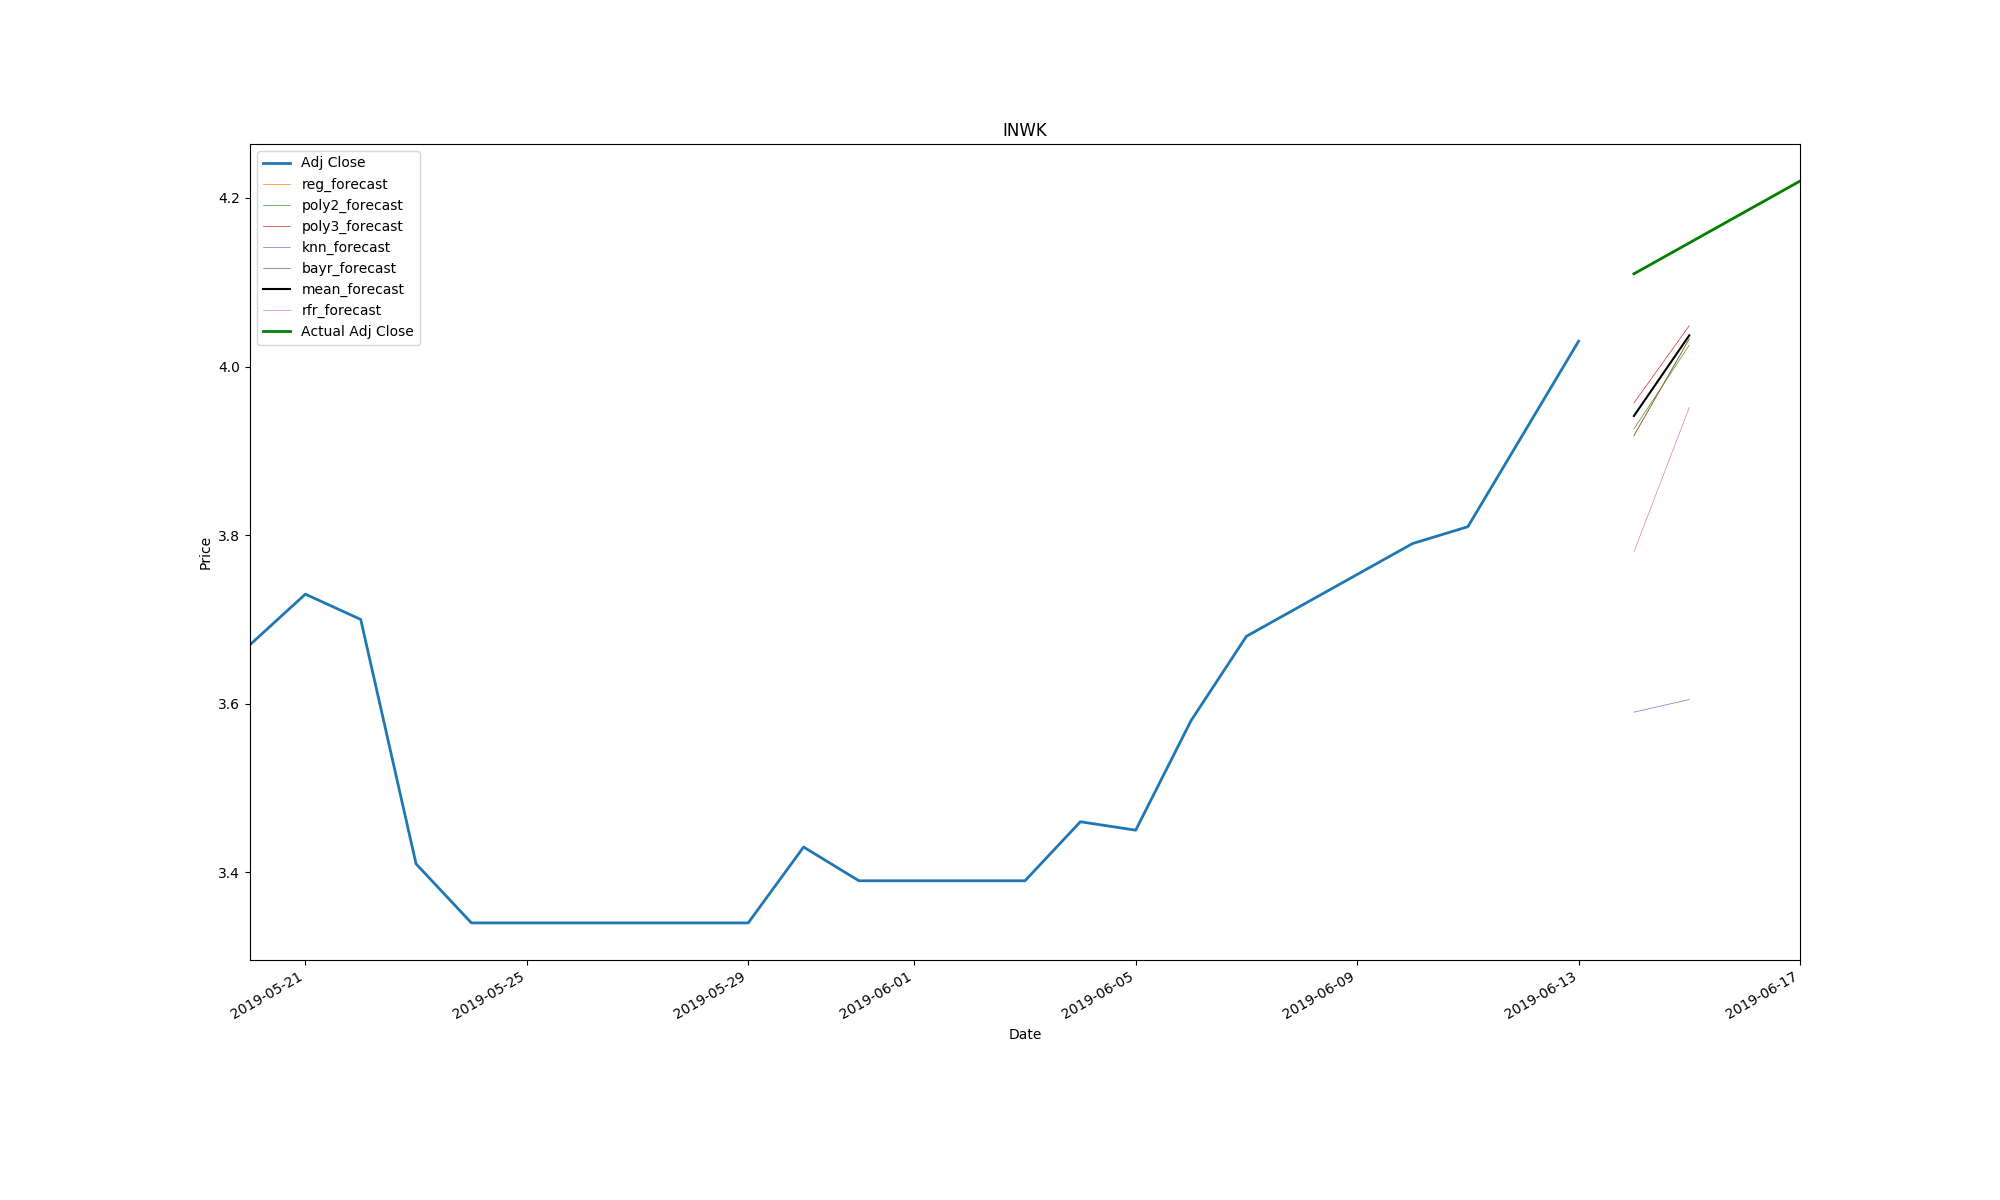 INWK
Adj Close
reg_forecast
poly2_forecast
poly3_forecast
knn_forecast
bayr_forecast
mean_forecast
rfr_forecast
Actual Adj Close
4.2
4.0
3.8
3.6
3.4
Price
2019-05-21
2019-05-25
2019-05-29
2019-06-01
2019-06-05
2019-06-09
2019-06-13
2019-06-17
Date